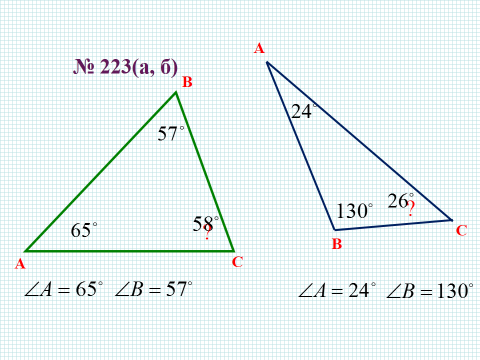 № 223(а, б)
B
57°
65°
58°
?
A
C
∠A = 65° ∠B = 57°
A
24°
26°
?
130°
B
C
∠A = 24° ∠B = 130°